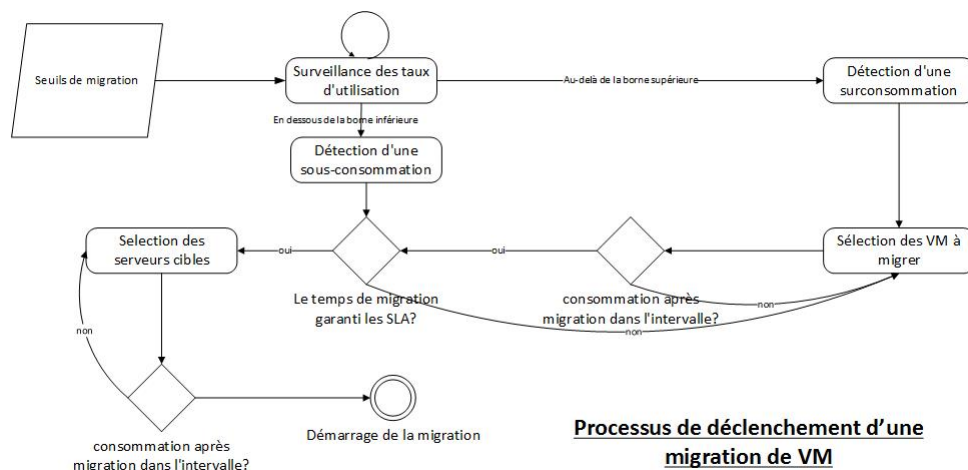 Seuils de migration
Surveillance des taux
d'utilisation
Au-delà de la borne supérieure
Détection d'une
surconsommation
En dessous de la borne inférieure
Détection d'une
sous-consommation
Selection des
serveurs cibles
oui
oui
Sélection des VM à
migrer
Le temps de migration
garanti les SLA?
consommation après
migration dans l'intervalle?
non
non
non
consommation après
migration dans l'intervalle?
Démarrage de la migration
Processus de déclenchement d’une
migration de VM